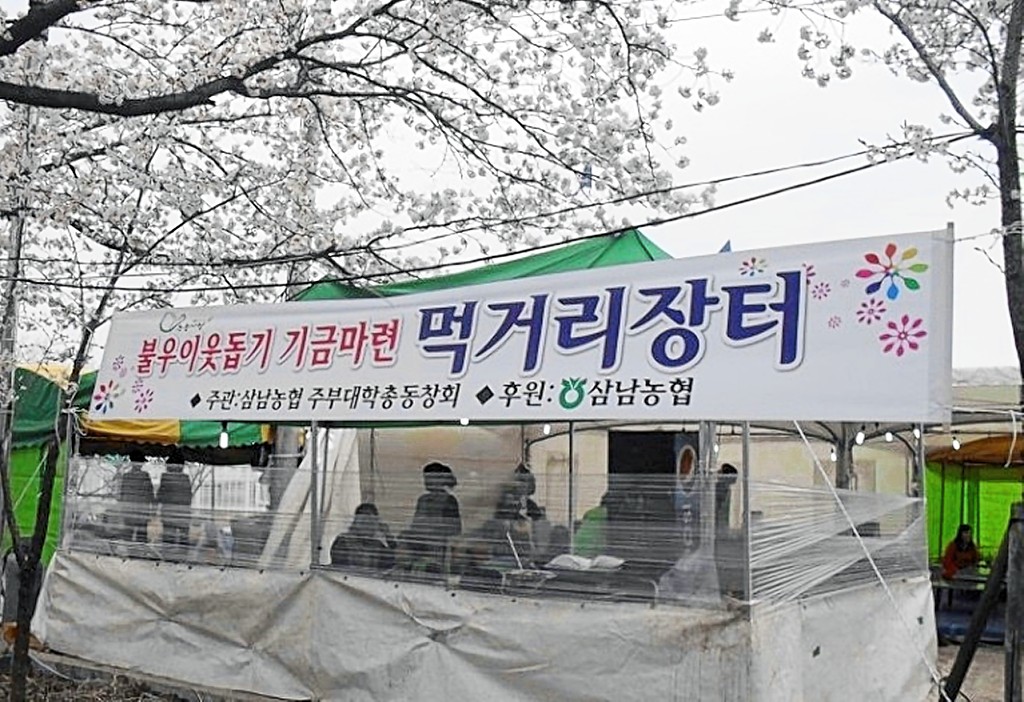 불우이웃돕기 기금마련 먹거리장터
◆ 주관:삼남농협 주부대학총동창회 ◆ 후원: 삼남농협